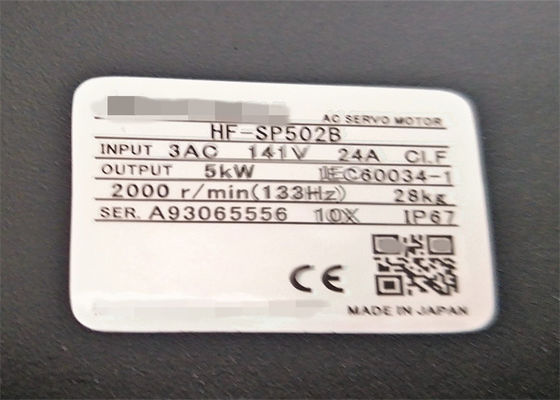 AC SERVO MOTOR
HF-SP502B
INPUT 3AC 141V 24A CI.F
OUTPUT 5kW IEC60034-1
2000 r/min(133Hz) 28kg
SER. A93065556 10X IP67
CE
MADE IN JAPAN